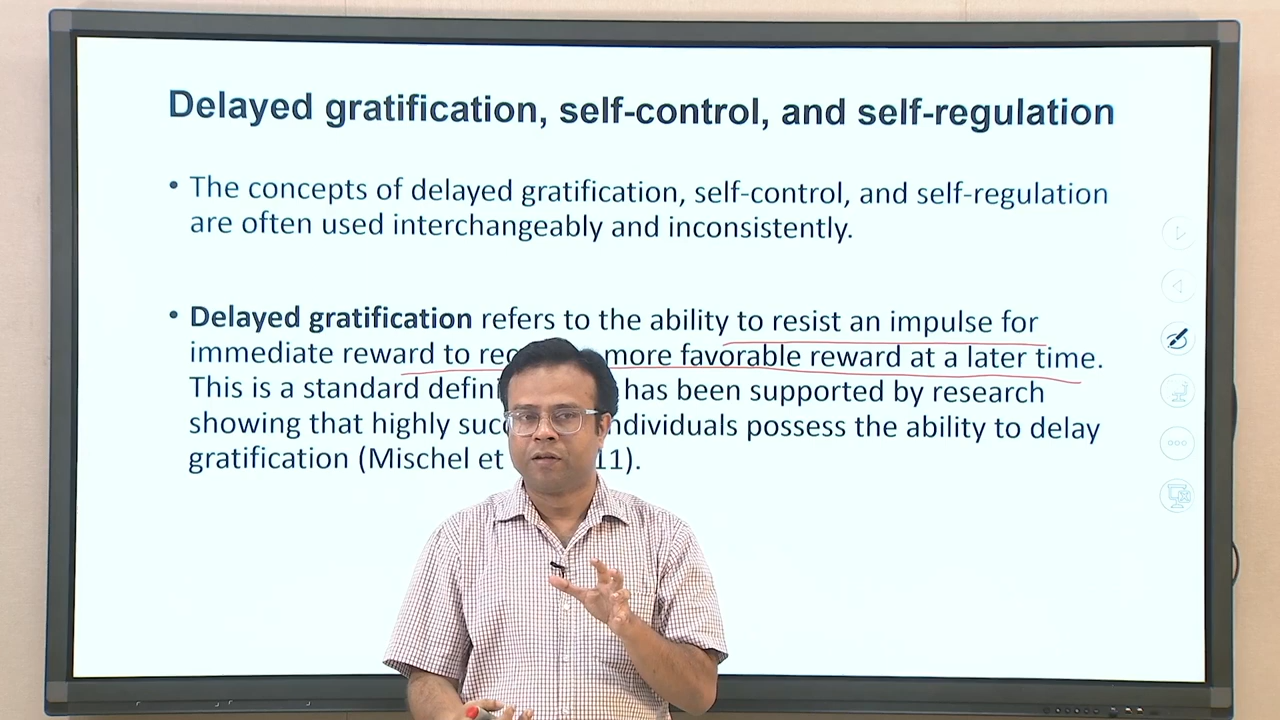 Delayed gratification, self-control, and self-regulation
• The concepts of delayed gratification, self-control, and self-regulation
are often used interchangeably and inconsistently.
• Delayed gratification refers to the ability to resist an impulse for
immediate reward to more favorable reward at a later time.
This is a standard has been supported by research
showing that highly individuals possess the ability to delay
gratification (Mischel et 11).